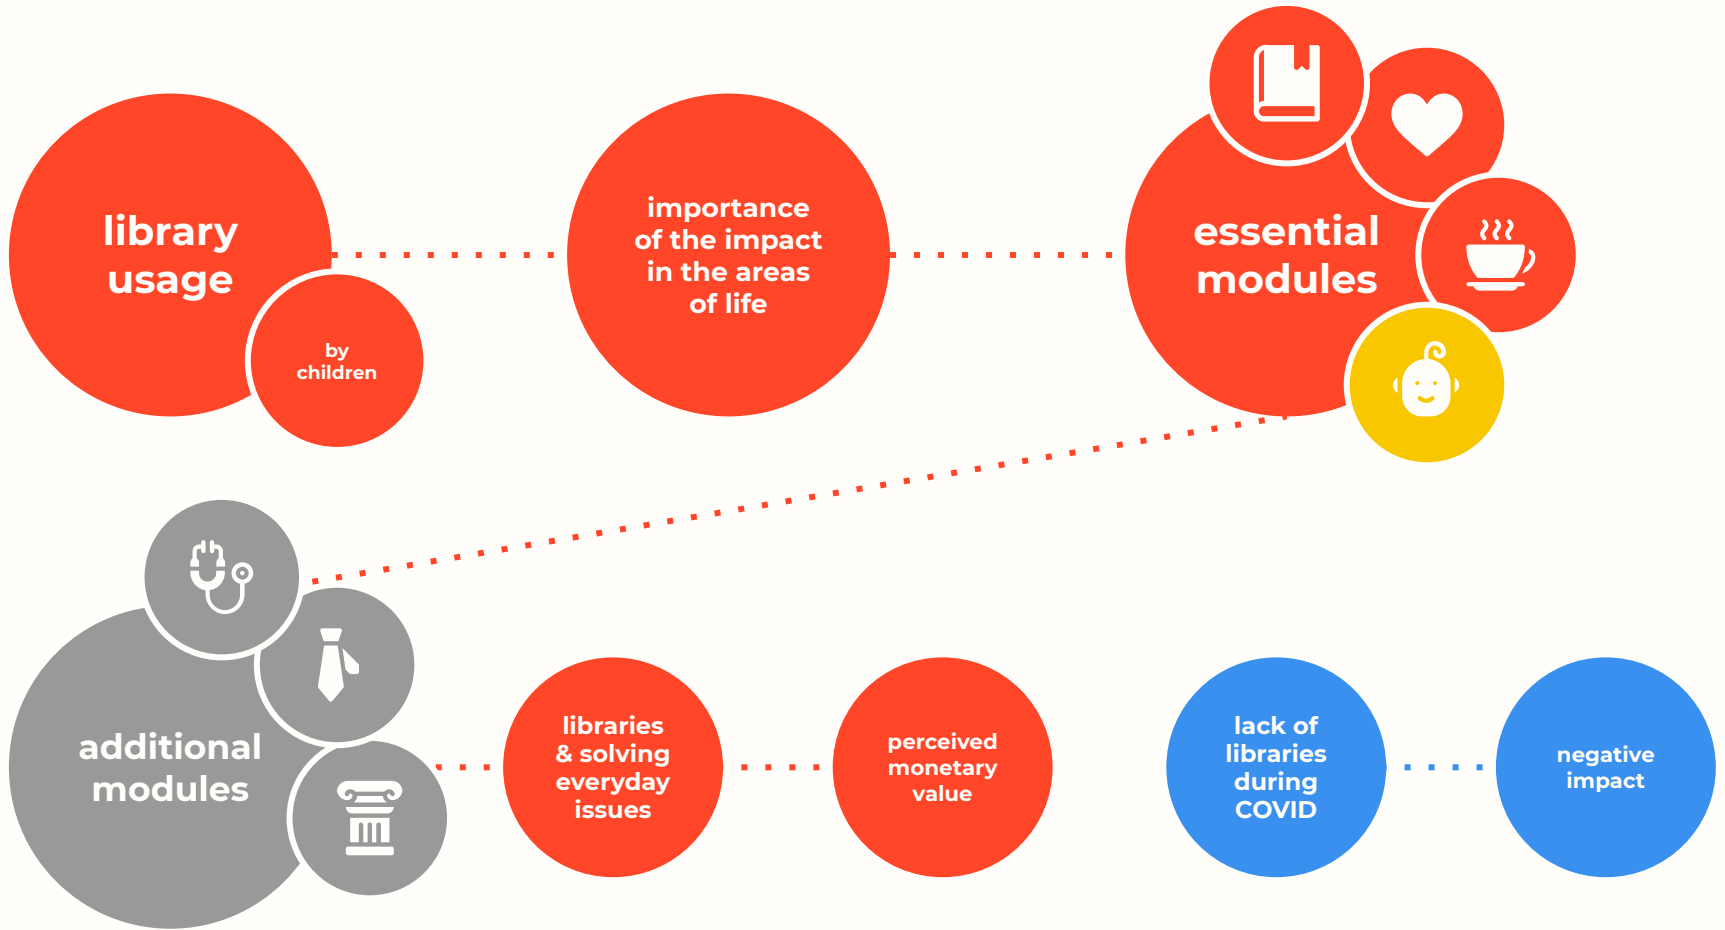 library
usage
by
children
importance
of the impact
in the areas
of life
essential
modules
additional
modules
libraries
& solving
everyday
issues
perceived
monetary
value
lack of
libraries
during
COVID
negative
impact